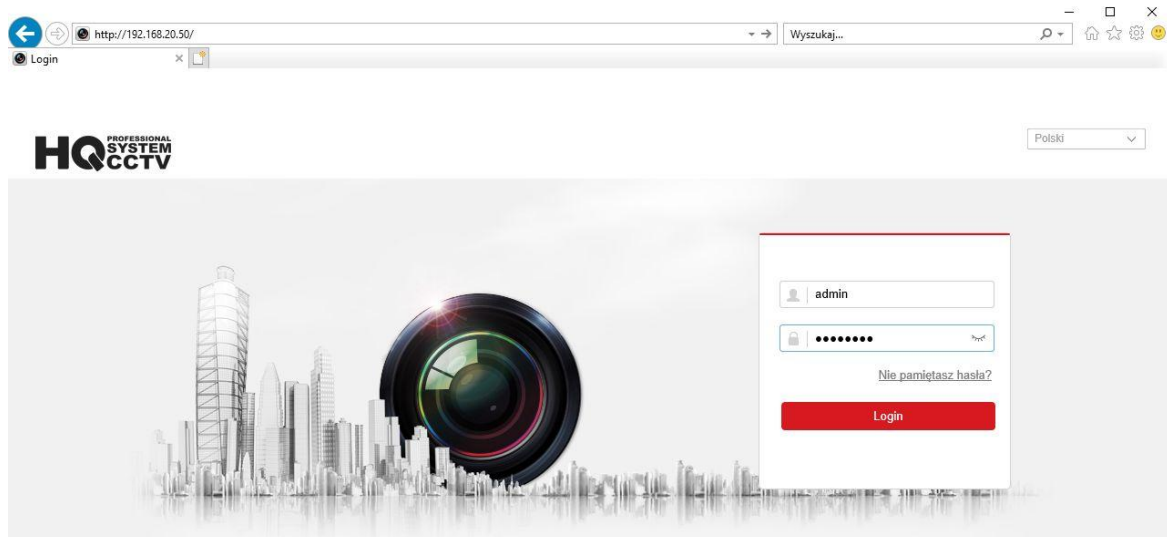 http://192.168.20.50/
Wyszukaj...
Login
HQ PROFESSIONAL SYSTEM CCTV
Polski
admin
Nie pamiętasz hasła?
Login